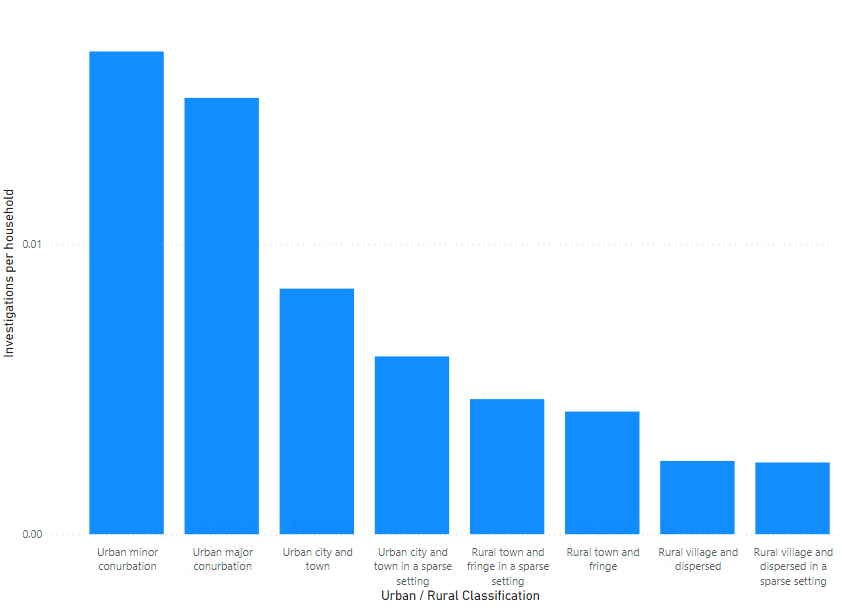 Investigations per household
0.01
0.00
Urban minor
conurbation
Urban major
conurbation
Urban city and
town
Urban city and
town in a sparse
setting
Rural town and
fringe in a sparse
setting
Rural town and
fringe
Rural village and
dispersed
Rural village and
dispersed in a
sparse setting
Urban / Rural Classification